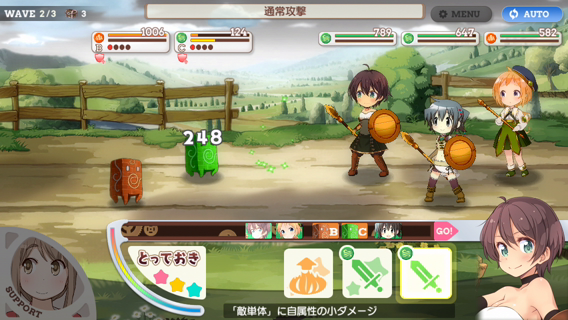 WAVE 2/3 3
通常攻撃
MENU
AUTO
B 1006
C 124
789
647
582
248
B
C
GO!
とっておき
SUPPORT
「敵単体」に自属性の小ダメージ